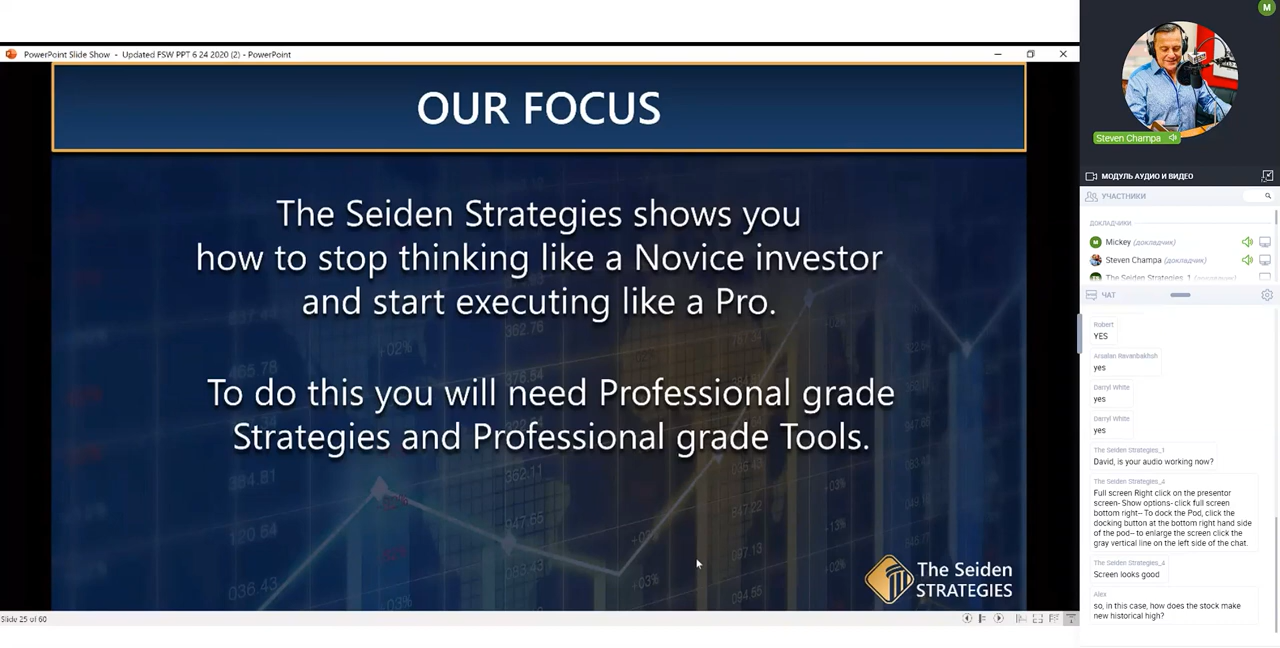 M
PowerPoint Slide Show - Updated FSW PPT 6 24 2020 (2) - PowerPoint
OUR FOCUS
The Seiden Strategies shows you
how to stop thinking like a Novice investor
and start executing like a Pro.
To do this you will need Professional grade
Strategies and Professional grade Tools.
The Seiden
STRATEGIES
Slide 25 of 60
Steven Champa
МОДУЛЬ АУДИО И ВИДЕО
УЧАСТНИКИ
ДОКЛАДЧИКИ
M Mickey (докладчик)
Steven Champa (докладчик)
The Seiden Strategies_1 (докладчик)
ЧАТ
Robert
YES
Arsalan Ravanbakhsh
yes
Darryl White
yes
Darryl White
yes
The Seiden Strategies_1
David, is your audio working now?
The Seiden Strategies_4
Full screen Right click on the presentor
screen- Show options- click full screen
bottom right-- To dock the Pod, click the
docking button at the bottom right hand side
of the pod-- to enlarge the screen click the
gray vertical line on the left side of the chat.
The Seiden Strategies_4
Screen looks good
Alex
so, in this case, how does the stock make
new historical high?